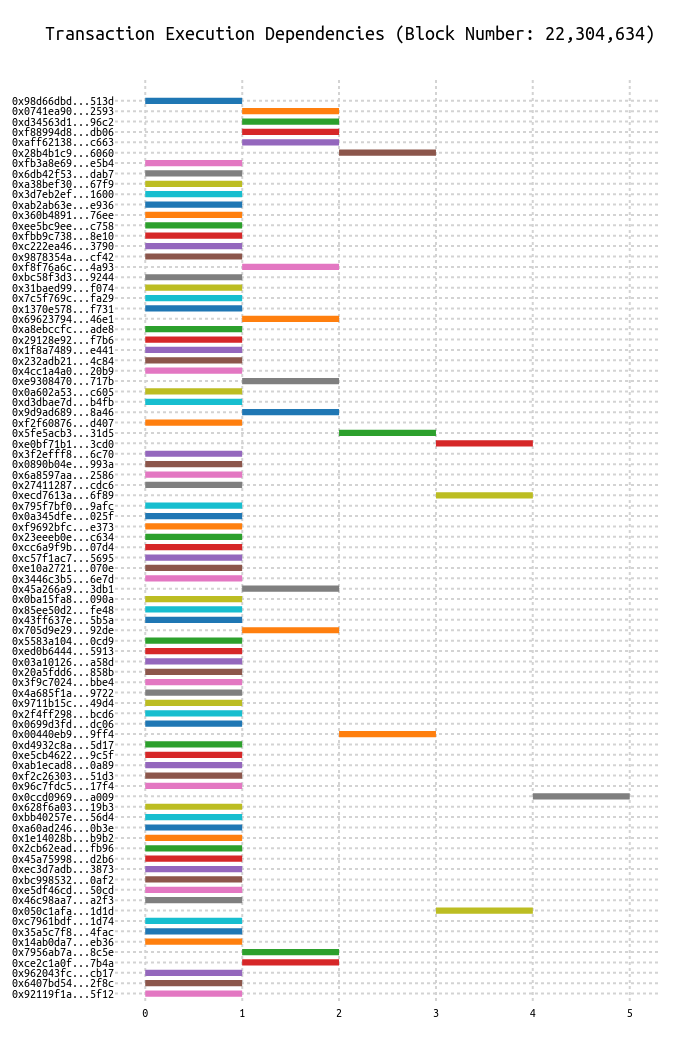 Transaction Execution Dependencies (Block Number: 22,304,634)
0x98d66dbd...513d
0x0741ea90...2593
0xd34563d1...96c2
0xf88994d8...db06
0xaff62138...c663
0x28b4b1c9...6060
0xfb3a8e69...e5b4
0x6db42f53...dab7
0xa38bef30...67f9
0x3d7eb2ef...1600
0xab2ab63e...e936
0x360b4891...76ee
0xee5bc9ee...c758
0xfbb9c738...8e10
0xc222ea46...3790
0x9878354a...cf42
0xf8f76a6c...4a93
0xbc58f3d3...9244
0x31baed99...f074
0x7c5f769c...fa29
0x1370e578...f731
0x69623794...46e1
0xa8ebccfc...ade8
0x29128e92...f7b6
0x1f8a7489...e441
0x232adb21...4c84
0x4cc1a4a0...20b9
0xe9308470...717b
0x0a602a53...c605
0xd3dbae7d...b4fb
0x9d9ad689...8a46
0xf2f60876...d407
0x5fe5acb3...31d5
0xe0bf71b1...3cd0
0x3f2efff8...6c70
0x0890b04e...993a
0x6a8597aa...2586
0x27411287...cdc6
0xecd7613a...6f89
0x795f7bf0...9afc
0x0a345dfe...025f
0xf9692bfc...e373
0x23eeeb0e...c634
0xcc6a9f9b...07d4
0xc57f1ac7...5695
0xe10a2721...070e
0x3446c3b5...6e7d
0x45a266a9...3db1
0x0ba15fa8...090a
0x85ee50d2...fe48
0x43ff637e...5b5a
0x705d9e29...92de
0x5583a104...0cd9
0xed0b6444...5913
0x03a10126...a58d
0x20a5fdd6...858b
0x3f9c7024...bbe4
0x4a685f1a...9722
0x9711b15c...49d4
0x2f4ff298...bcd6
0x0699d3fd...dc06
0x00440eb9...9ff4
0xd4932c8a...5d17
0xe5cb4622...9c5f
0xab1ecad8...0a89
0xf2c26303...51d3
0x96c7fdc5...17f4
0x0ccd0969...a009
0x628f6a03...19b3
0xbb40257e...56d4
0xa60ad246...0b3e
0x1e14028b...b9b2
0x2cb62ead...fb96
0x45a75998...d2b6
0xec3d7adb...3873
0xbc998532...0af2
0xe5df46cd...50cd
0x46c98aa7...a2f3
0x050c1afa...1d1d
0xc7961bdf...1d74
0x35a5c7f8...4fac
0x14ab0da7...eb36
0x7956ab7a...8c5e
0xce2c1a0f...7b4a
0x962043fc...cb17
0x6407bd54...2f8c
0x92119f1a...5f12
0 1 2 3 4 5